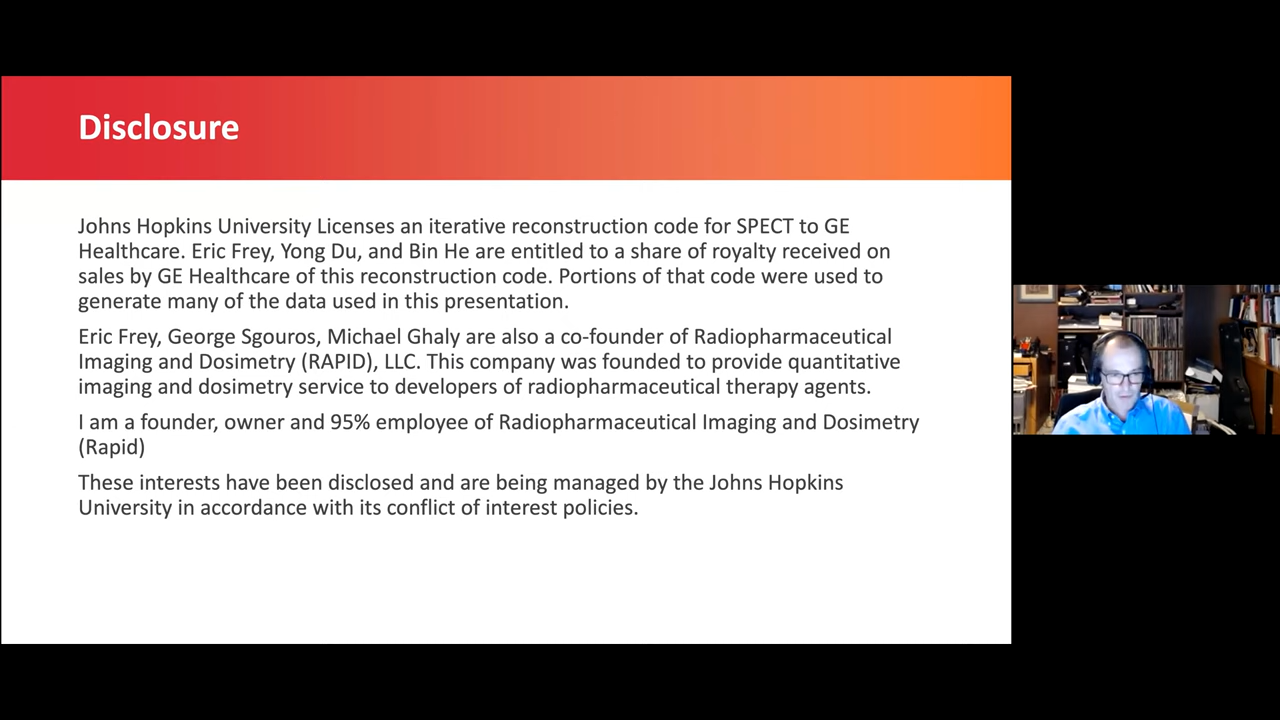 Disclosure
Johns Hopkins University Licenses an iterative reconstruction code for SPECT to GE
Healthcare. Eric Frey, Yong Du, and Bin He are entitled to a share of royalty received on
sales by GE Healthcare of this reconstruction code. Portions of that code were used to
generate many of the data used in this presentation.
Eric Frey, George Sgouros, Michael Ghaly are also a co-founder of Radiopharmaceutical
Imaging and Dosimetry (RAPID), LLC. This company was founded to provide quantitative
imaging and dosimetry service to developers of radiopharmaceutical therapy agents.
I am a founder, owner and 95% employee of Radiopharmaceutical Imaging and Dosimetry
(Rapid)
These interests have been disclosed and are being managed by the Johns Hopkins
University in accordance with its conflict of interest policies.